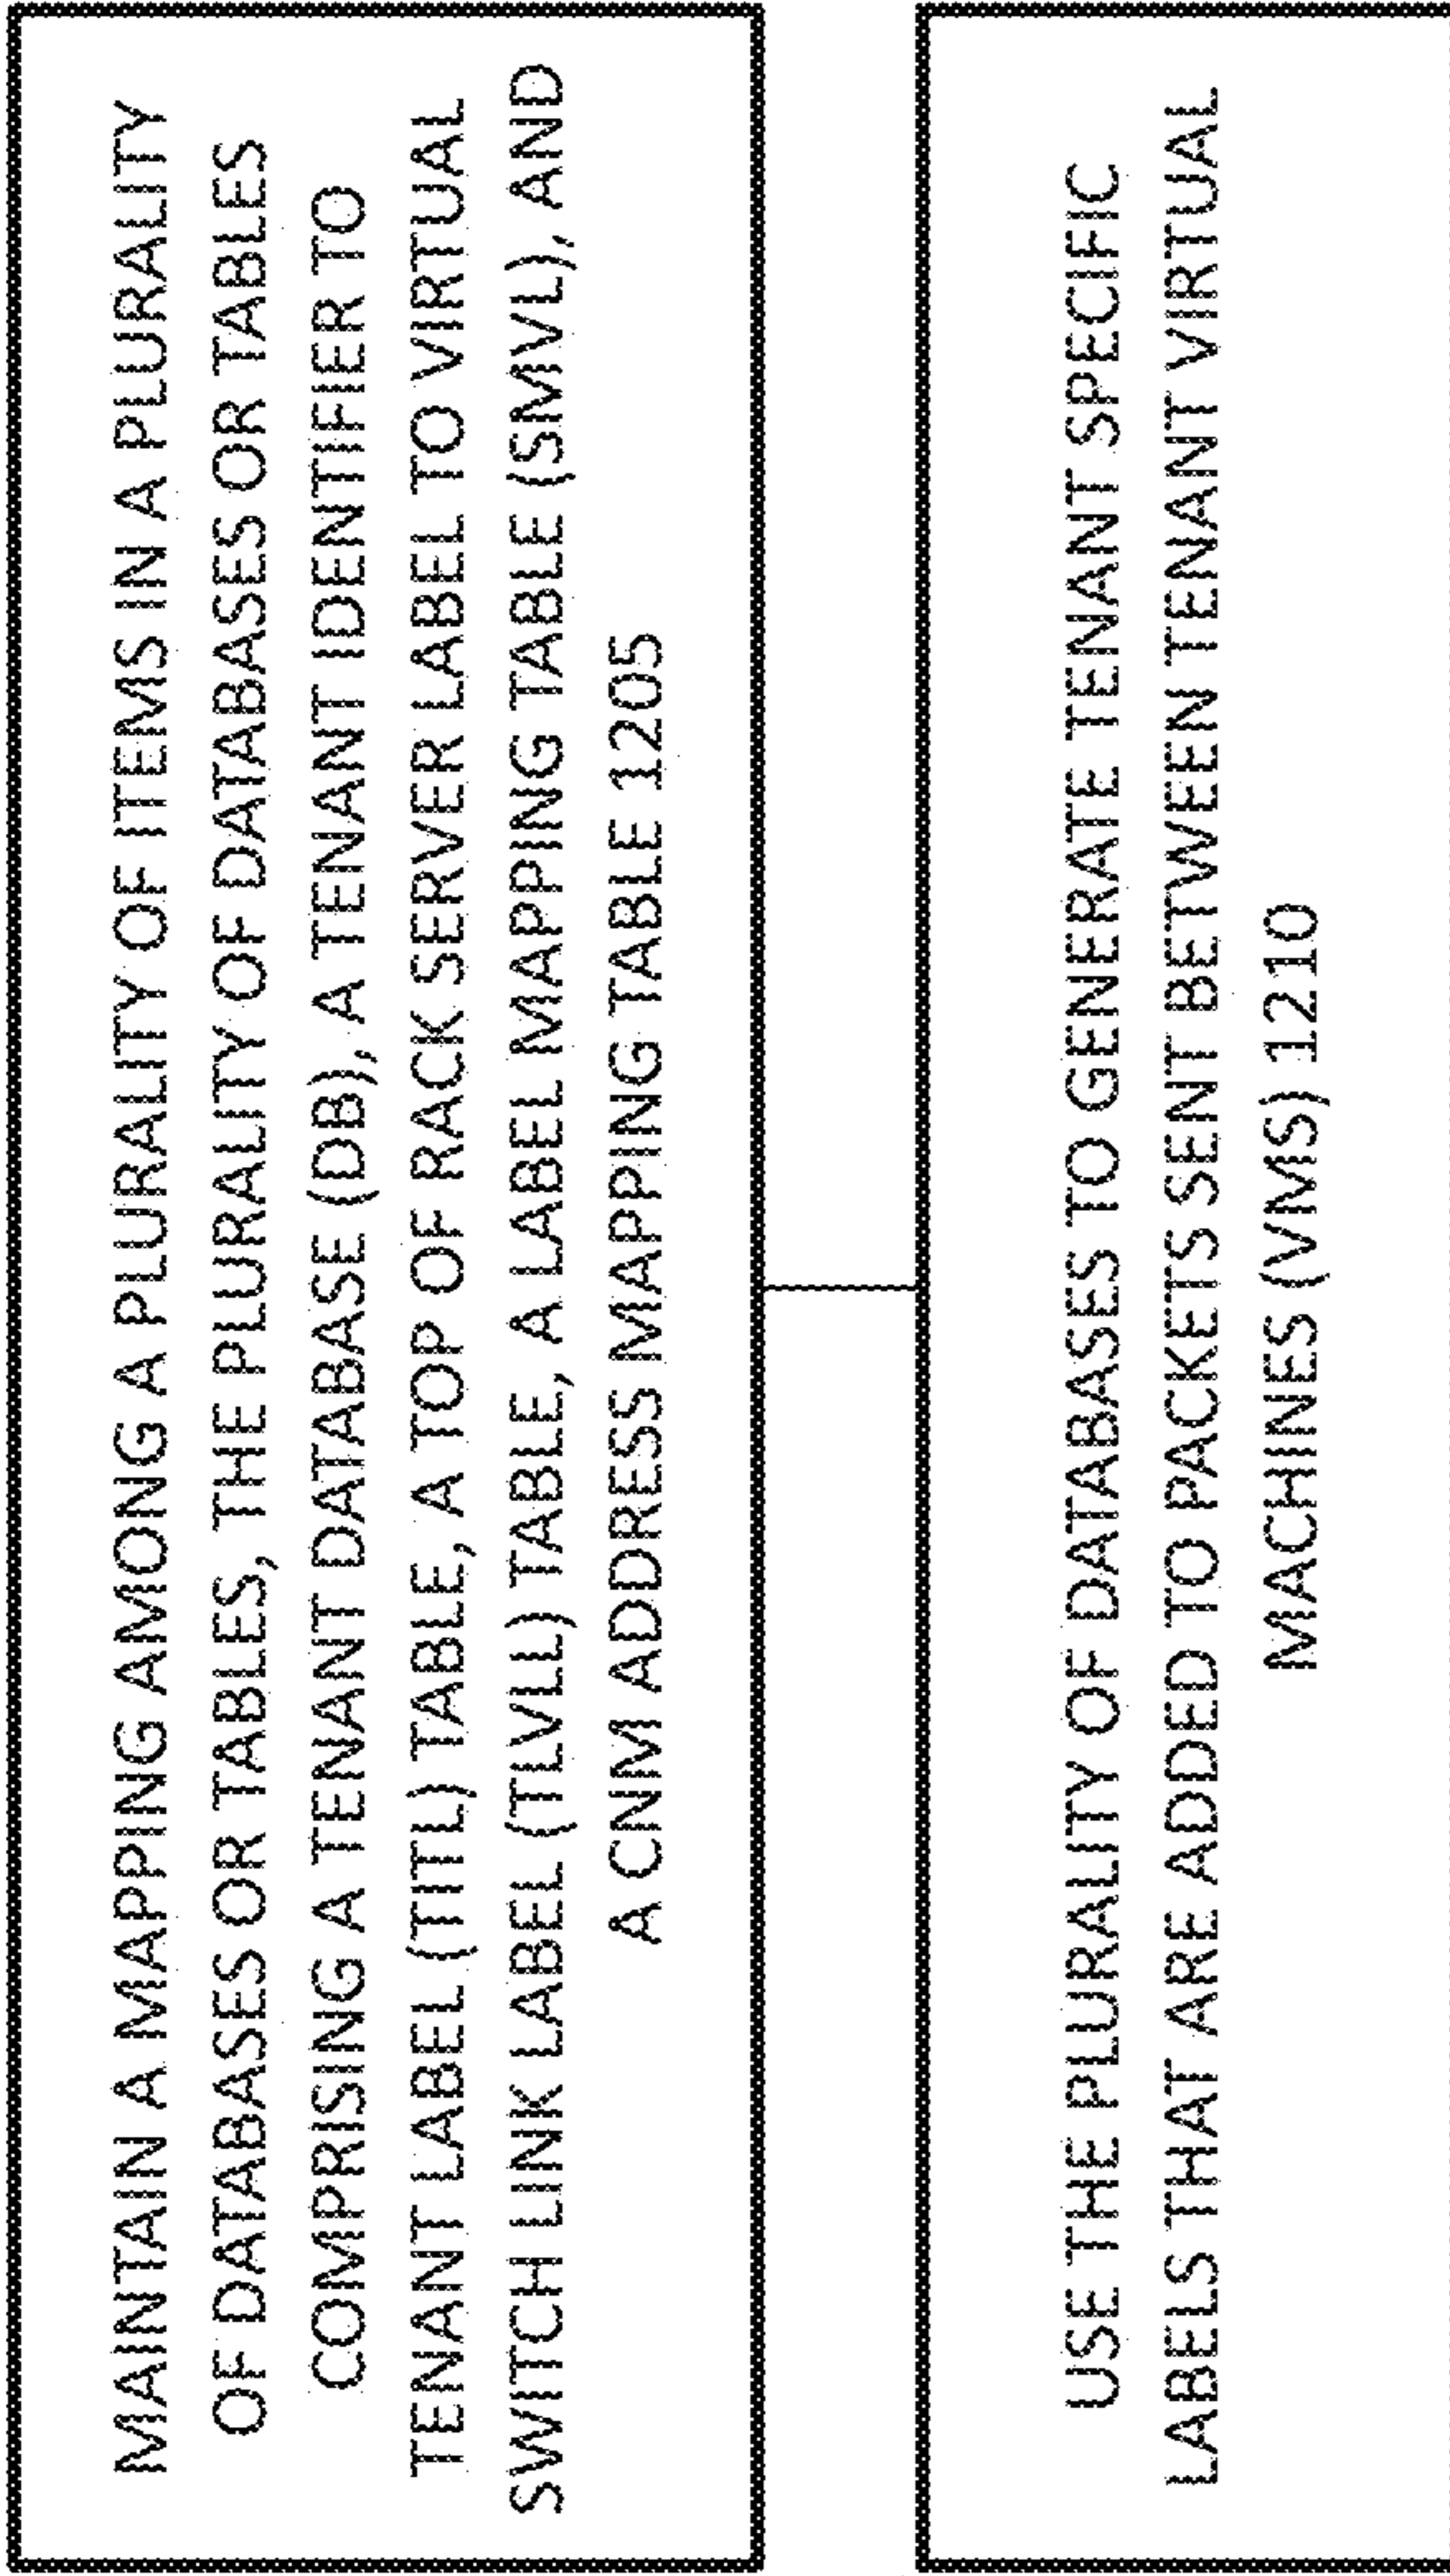 MAINTAIN A MAPPING AMONG A PLURALITY OF ITEMS IN A PLURALITY
OF DATABASES OR TABLES, THE PLURALITY OF DATABASES OR TABLES
COMPRISING A TENANT DATABASE (DB), A TENANT IDENTIFIER TO
TENANT LABEL (TITL) TABLE, A TOP OF RACK SERVER LABEL TO VIRTUAL
SWITCH LINK LABEL (TLVLL) TABLE, A LABEL MAPPING TABLE (SMVL), AND
A CNM ADDRESS MAPPING TABLE 1205
USE THE PLURALITY OF DATABASES TO GENERATE TENANT SPECIFIC
LABELS THAT ARE ADDED TO PACKETS SENT BETWEEN TENANT VIRTUAL
MACHINES (VMS) 1210